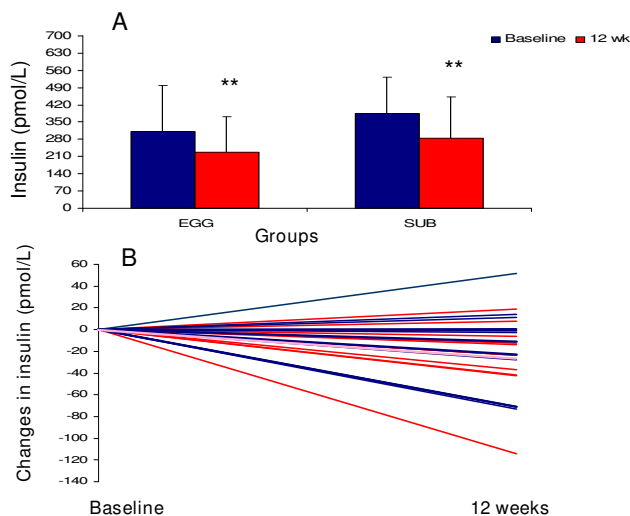 A
Baseline 12 wk
Insulin (pmol/L)
700
630
560
490
420
350
280
210
140
70
0
** **
EGG SUB
Groups
B
Changes in insulin (pmol/L)
60
40
20
0
-20
-40
-60
-80
-100
-120
-140
Baseline 12 weeks